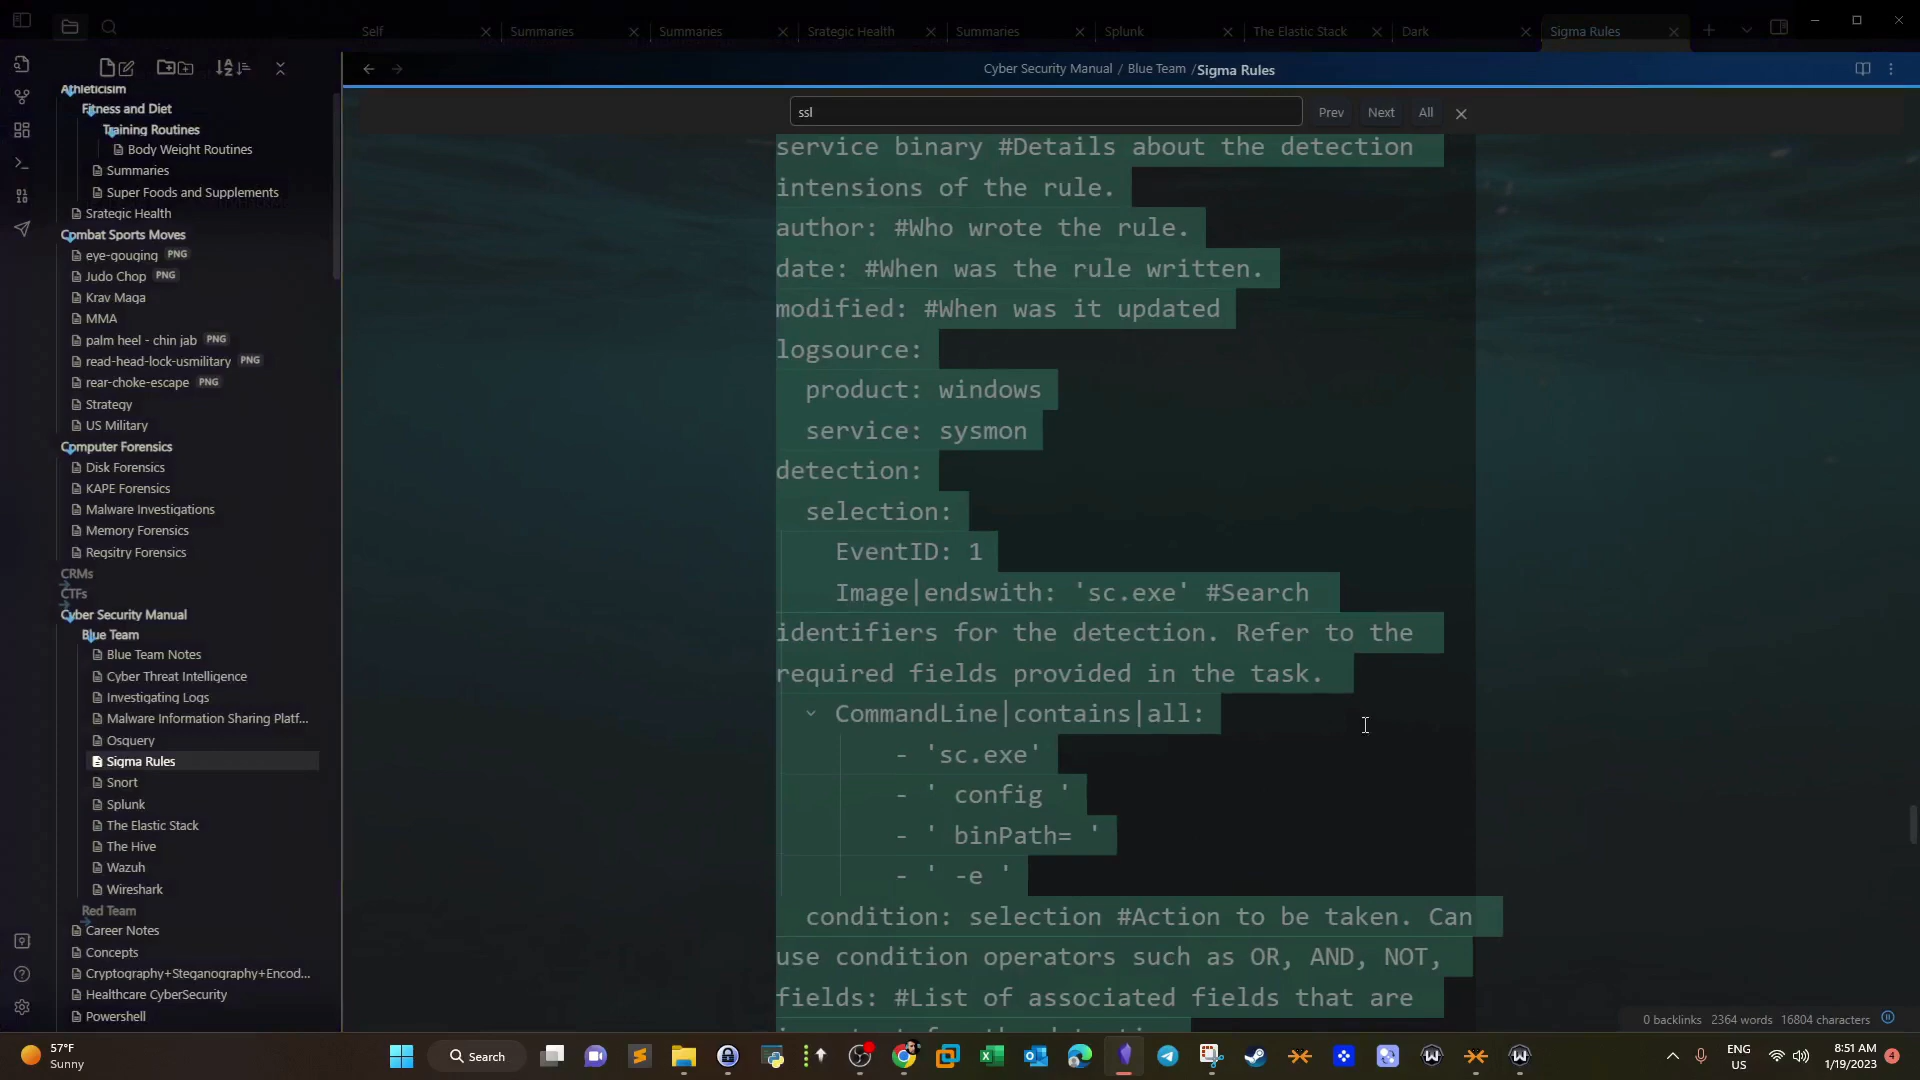 Self
Summaries
Summaries
Srategic Health
Summaries
Splunk
The Elastic Stack
Dark
Sigma Rules
Cyber Security Manual / Blue Team / Sigma Rules
ssl
Prev
Next
All
Athleticisim
Fitness and Diet
Training Routines
Body Weight Routines
Summaries
Super Foods and Supplements
Srategic Health
Combat Sports Moves
eye-gouging PNG
Judo Chop PNG
Krav Maga
MMA
palm heel - chin jab PNG
read-head-lock-usmilitary PNG
rear-choke-escape PNG
Strategy
US Military
Computer Forensics
Disk Forensics
KAPE Forensics
Malware Investigations
Memory Forensics
Regsitry Forensics
CRMs
CTFs
Cyber Security Manual
Blue Team
Blue Team Notes
Cyber Threat Intelligence
Investigating Logs
Malware Information Sharing Platf...
Osquery
Sigma Rules
Snort
Splunk
The Elastic Stack
The Hive
Wazuh
Wireshark
Red Team
Career Notes
Concepts
Cryptography+Steganography+Encod...
Healthcare CyberSecurity
Powershell
service binary #Details about the detection
intensions of the rule.
author: #Who wrote the rule.
date: #When was the rule written.
modified: #When was it updated
logsource:
product: windows
service: sysmon
detection:
selection:
EventID: 1
Image|endswith: 'sc.exe' #Search
identifiers for the detection. Refer to the
required fields provided in the task.
CommandLine|contains|all:
- 'sc.exe'
- ' config '
- ' binPath= '
- ' -e '
condition: selection #Action to be taken. Can
use condition operators such as OR, AND, NOT,
fields: #List of associated fields that are
0 backlinks 2364 words 16804 characters
57°F
Sunny
Search
ENG
US
8:51 AM
1/19/2023
4